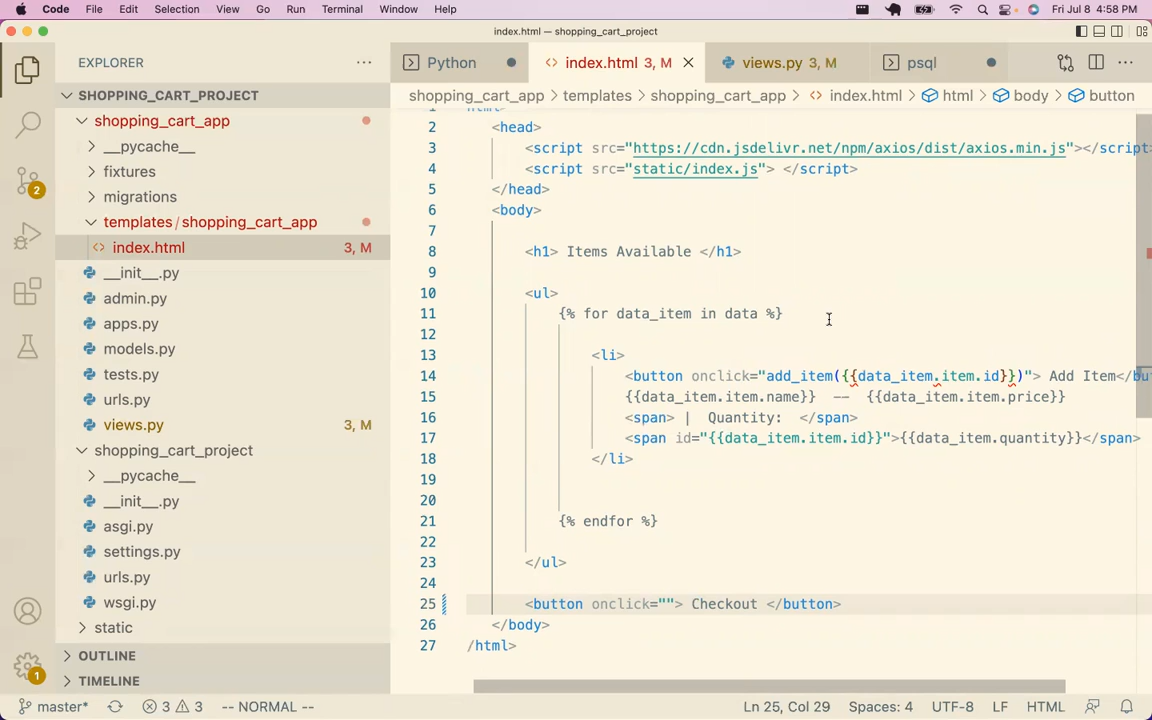 Code File Edit Selection View Go Run Terminal Window Help Fri Jul 8 4:58 PM
index.html — shopping_cart_project
EXPLORER
SHOPPING_CART_PROJECT
shopping_cart_app
__pycache__
fixtures
migrations
templates / shopping_cart_app
index.html 3, M
__init__.py
admin.py
apps.py
models.py
tests.py
urls.py
views.py 3, M
shopping_cart_project
__pycache__
__init__.py
asgi.py
settings.py
urls.py
wsgi.py
static
OUTLINE
TIMELINE
2
1
Python index.html 3, M views.py 3, M psql
shopping_cart_app > templates > shopping_cart_app > index.html > html > body > button
2 <head>
3 <script src="https://cdn.jsdelivr.net/npm/axios/dist/axios.min.js"></script
4 <script src="static/index.js"> </script>
5 </head>
6 <body>
7
8 <h1> Items Available </h1>
9
10 <ul>
11 {% for data_item in data %}
12
13 <li>
14 <button onclick="add_item({{data_item.item.id}})"> Add Item</bu
15 {{data_item.item.name}} -- {{data_item.item.price}}
16 <span> | Quantity: </span>
17 <span id="{{data_item.item.id}}">{{data_item.quantity}}</span>
18 </li>
19
20
21 {% endfor %}
22
23 </ul>
24
25 <button onclick=""> Checkout </button>
26 </body>
27 /html>
master* 3 3 -- NORMAL -- Ln 25, Col 29 Spaces: 4 UTF-8 LF HTML